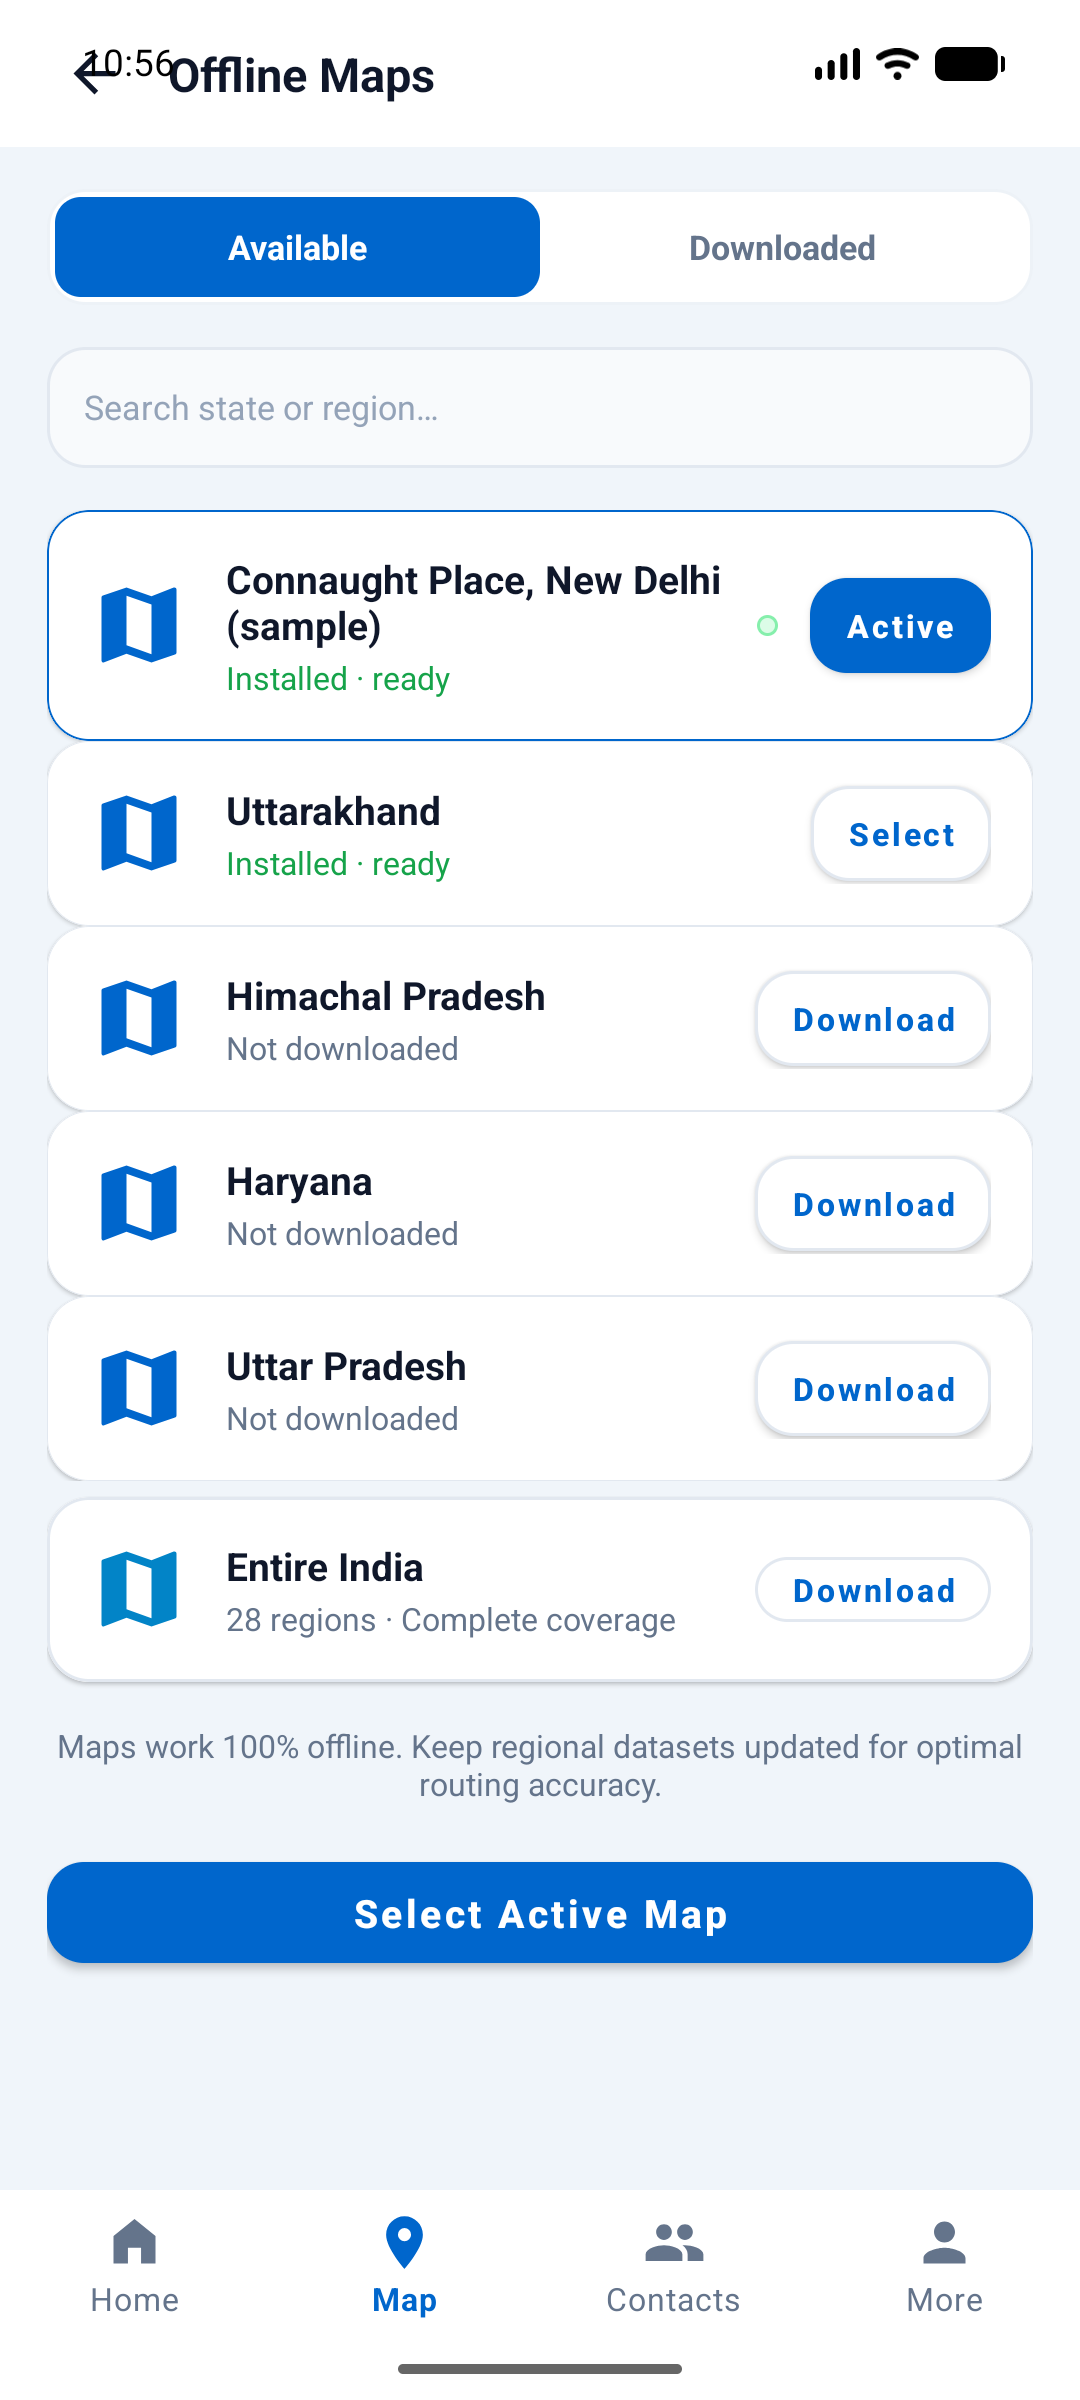 10:56
Offline Maps
Available
Downloaded
Search state or region...
Connaught Place, New Delhi
(sample)
Installed · ready
Active
Uttarakhand
Installed · ready
Select
Himachal Pradesh
Not downloaded
Download
Haryana
Not downloaded
Download
Uttar Pradesh
Not downloaded
Download
Entire India
28 regions · Complete coverage
Download
Maps work 100% offline. Keep regional datasets updated for optimal
routing accuracy.
Select Active Map
Home
Map
Contacts
More